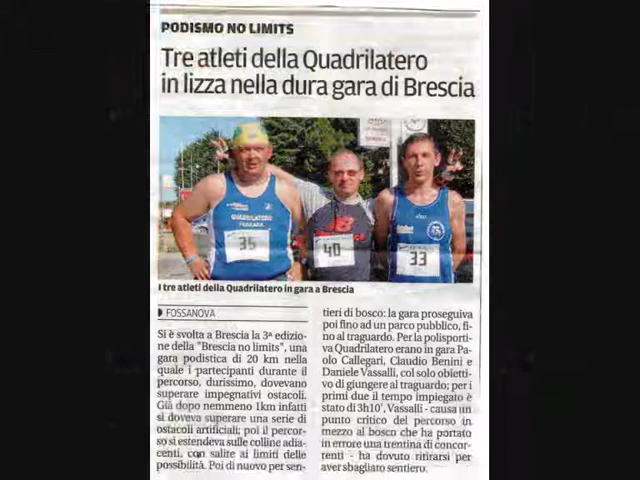 PODISMO NO LIMITS
Tre atleti della Quadrilatero
in lizza nella dura gara di Brescia
QUADRILATERO
FERRARA
35
40
33
I tre atleti della Quadrilatero in gara a Brescia
FOSSANOVA
Si è svolta a Brescia la 3ª edizione
della "Brescia no limits", una
gara podistica di 20 km nella
quale i partecipanti durante il
percorso, durissimo, dovevano
superare impegnativi ostacoli.
Già dopo nemmeno 1km infatti
si doveva superare una serie di
ostacoli artificiali; poi il percor-
so si estendeva sulle colline adia-
centi, con salite ai limiti delle
possibilità. Poi di nuovo per sen-
tieri di bosco: la gara proseguiva
poi fino ad un parco pubblico, fi-
no al traguardo. Per la polisporti-
va Quadrilatero erano in gara Pa-
olo Callegari, Claudio Benini e
Daniele Vassalli, col solo obietti-
vo di giungere al traguardo; per i
primi due il tempo impiegato è
stato di 3h10', Vassalli - causa un
punto critico del percorso in
mezzo al bosco che ha portato
in errore una trentina di concor-
renti - ha dovuto ritirarsi per
aver sbagliato sentiero.